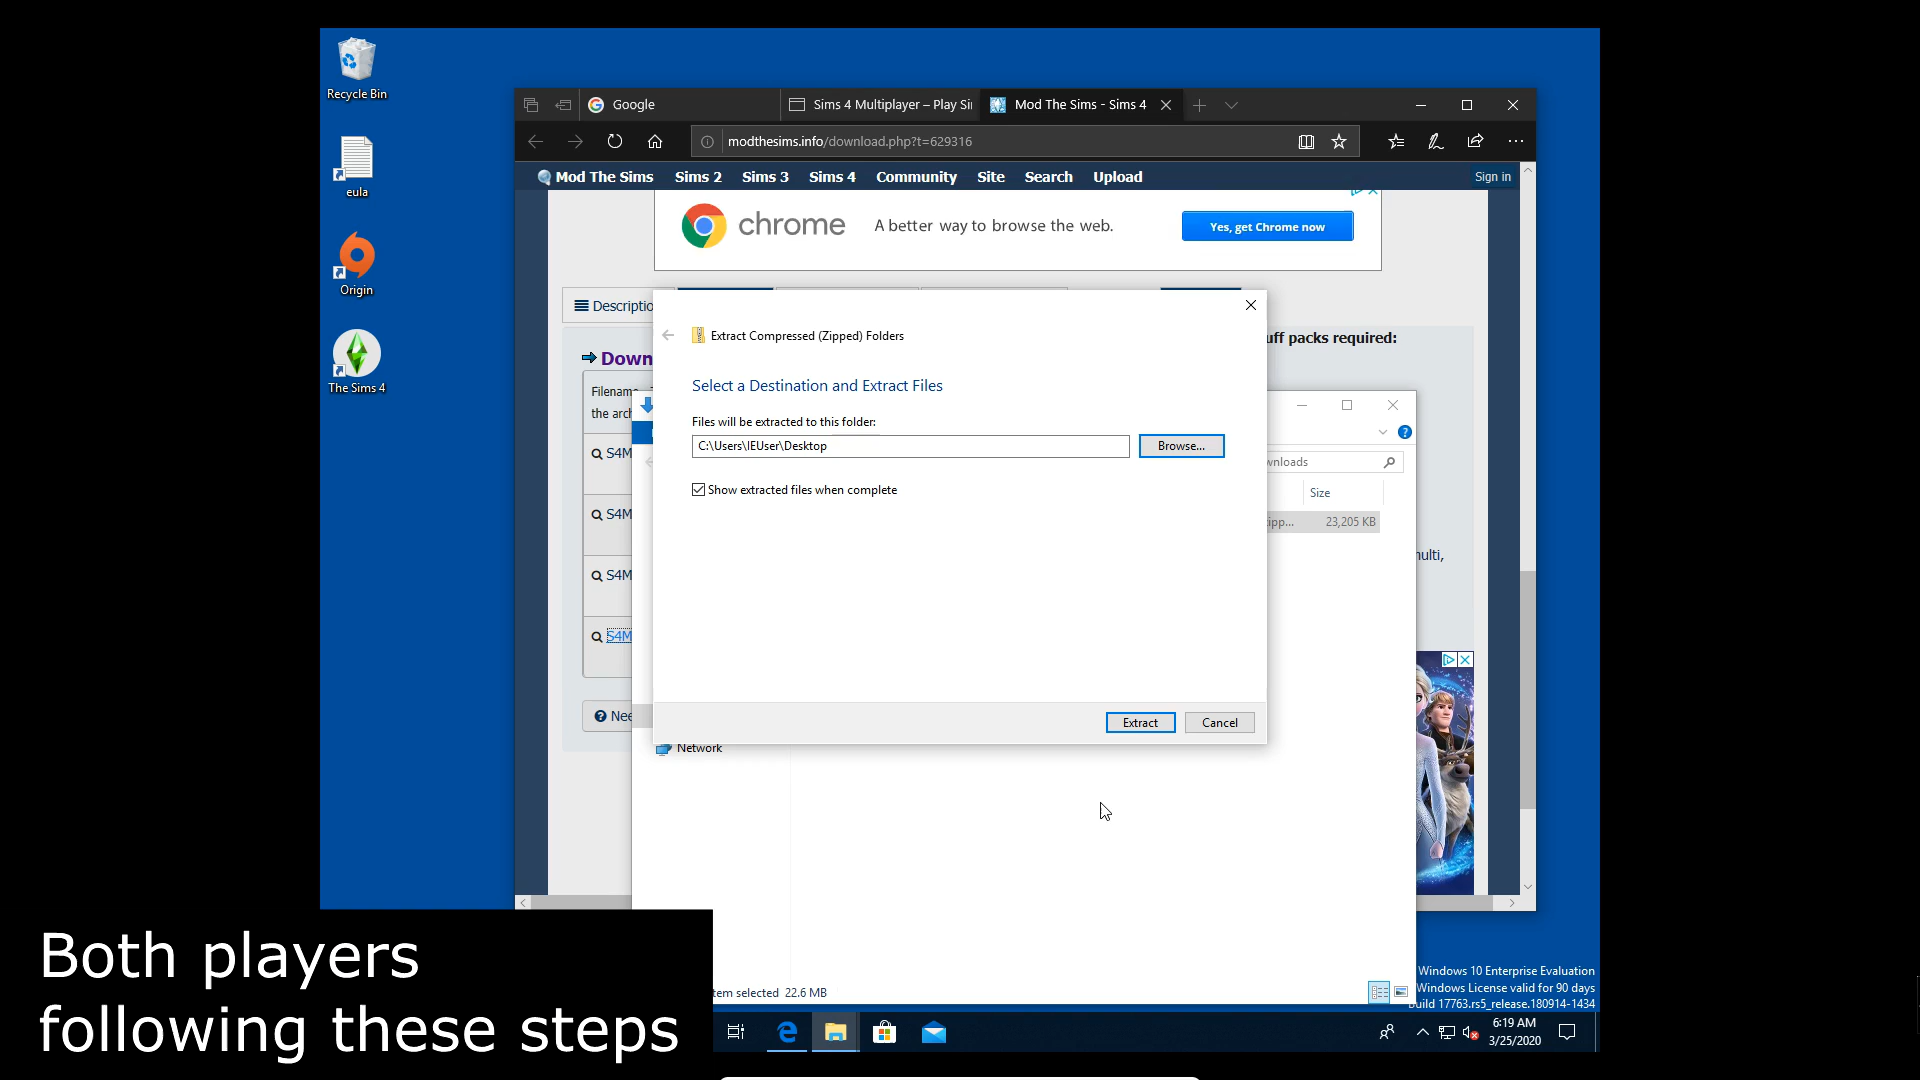 Recycle Bin
eula
Origin
The Sims 4
Google
Sims 4 Multiplayer – Play Si
Mod The Sims - Sims 4
modthesims.info/download.php?t=629316
Mod The Sims
Sims 2
Sims 3
Sims 4
Community
Site
Search
Upload
Sign in
chrome
A better way to browse the web.
Yes, get Chrome now
Descriptio
uff packs required:
Down
Filename
the arch
S4M
S4M
S4M
S4M
Nee
Extract Compressed (Zipped) Folders
Select a Destination and Extract Files
Files will be extracted to this folder:
C:\Users\IEUser\Desktop
Browse...
Show extracted files when complete
Extract
Cancel
wnloads
Size
ipp...
23,205 KB
nulti,
Network
tem selected 22.6 MB
Windows 10 Enterprise Evaluation
Windows License valid for 90 days
Build 17763.rs5_release.180914-1434
6:19 AM
3/25/2020
Both players
following these steps